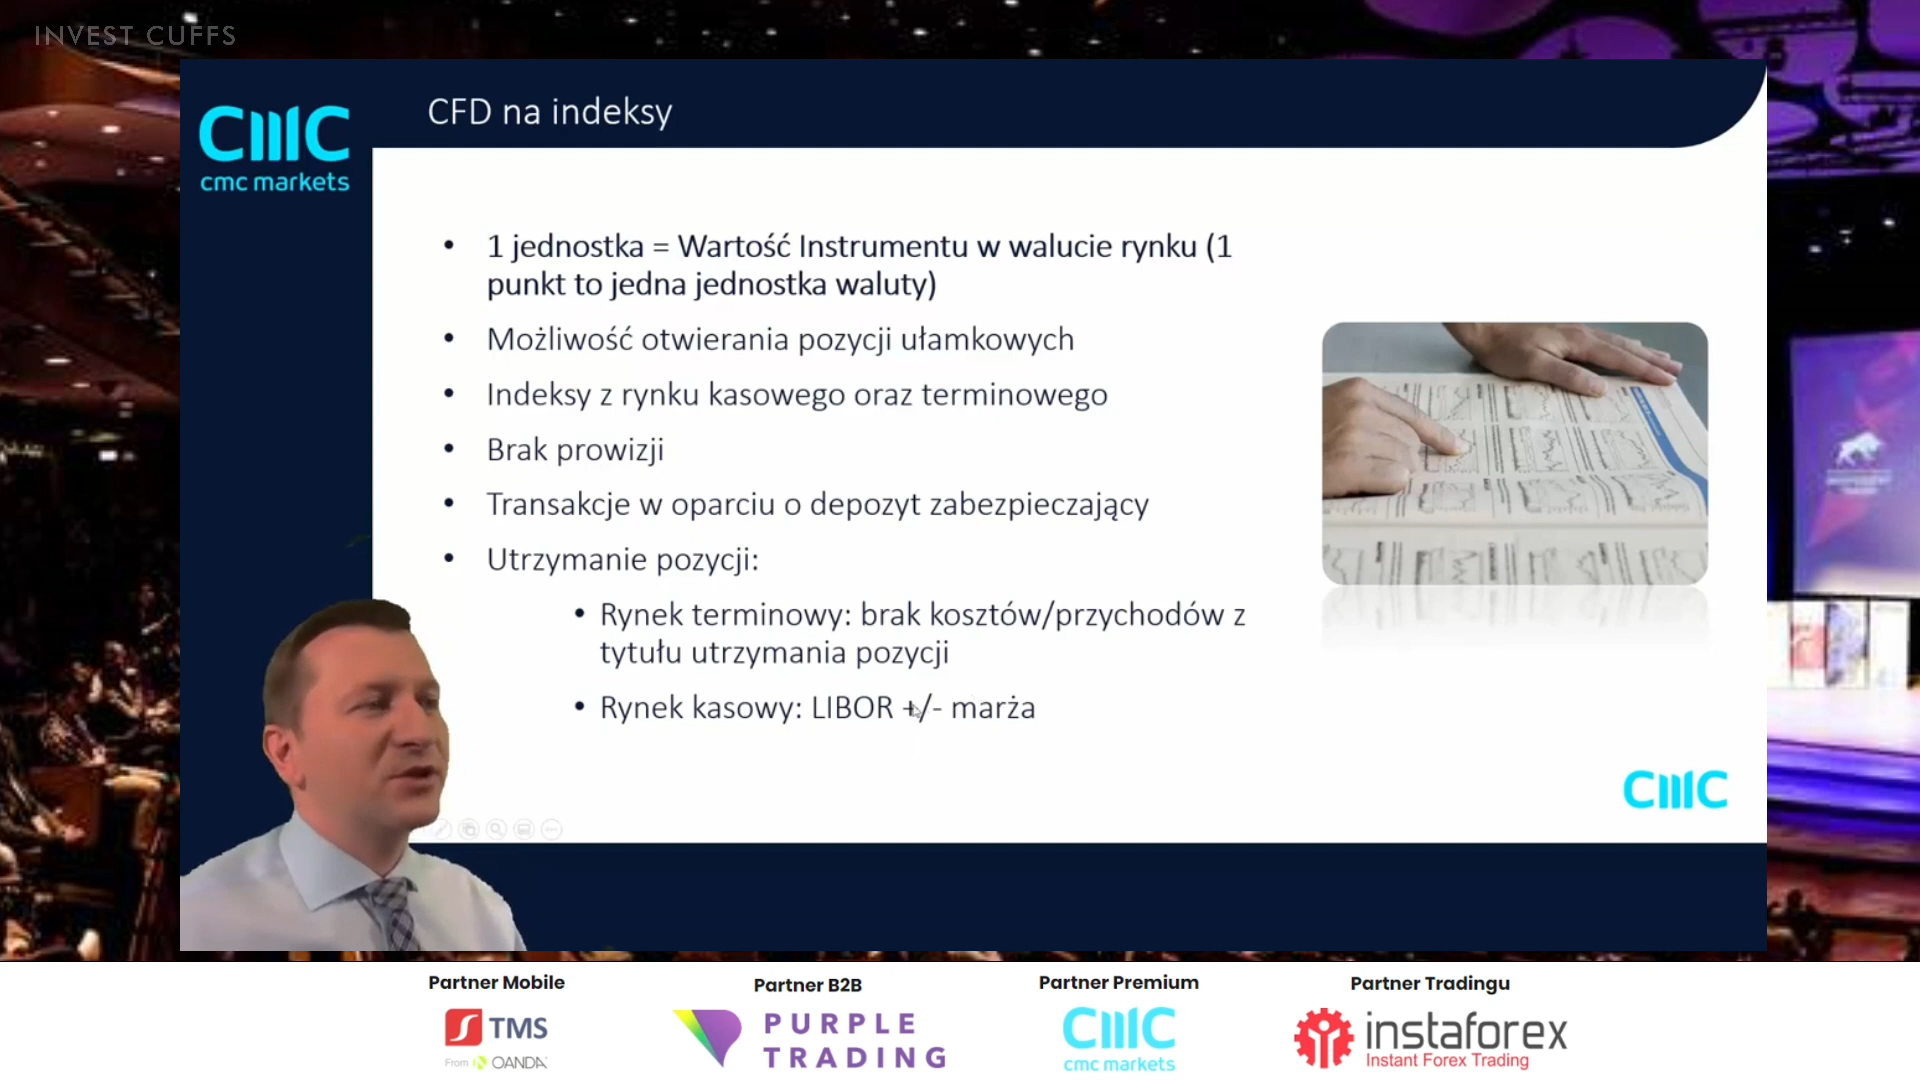 INVEST CUFFS
CMC
cmc markets
CFD na indeksy
• 1 jednostka = Wartość Instrumentu w walucie rynku (1
punkt to jedna jednostka waluty)
• Możliwość otwierania pozycji ułamkowych
• Indeksy z rynku kasowego oraz terminowego
• Brak prowizji
• Transakcje w oparciu o depozyt zabezpieczający
• Utrzymanie pozycji:
• Rynek terminowy: brak kosztów/przychodów z
tytułu utrzymania pozycji
• Rynek kasowy: LIBOR +/- marża
CMC
Partner Mobile
TMS
From OANDA
Partner B2B
PURPLE
TRADING
Partner Premium
CMC
cmc markets
Partner Tradingu
instaforex
Instant Forex Trading